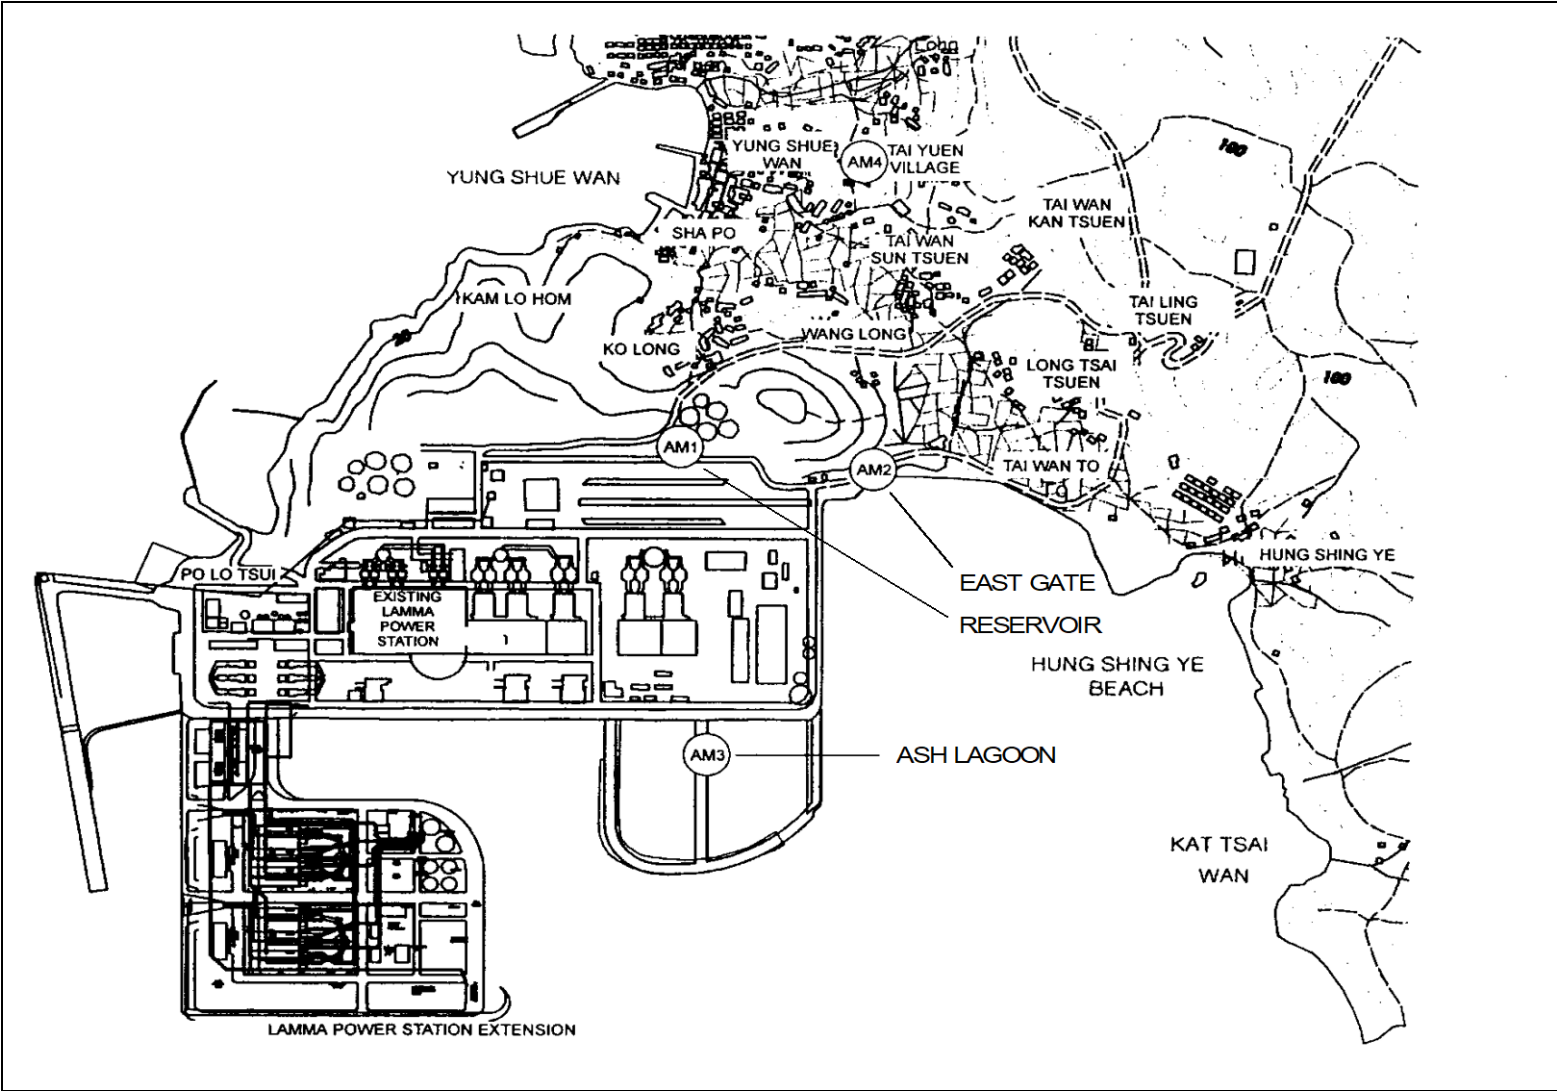 Long
YUNG SHUE
WAN
AM4
TAI YUEN
VILLAGE
180
YUNG SHUE WAN
TAI WAN
KAN TSUEN
SHA PO
TAI WAN
SUN TSUEN
KAM LO HOM
TAI LING
TSUEN
20
WANG LONG
KO LONG
LONG TSAI
TSUEN
100
AM1
AM2
TAI WAN TO
HUNG SHING YE
PO LO TSUI
EAST GATE
EXISTING
LAMMA
POWER
STATION
RESERVOIR
HUNG SHING YE
BEACH
AM3
ASH LAGOON
KAT TSAI
WAN
LAMMA POWER STATION EXTENSION